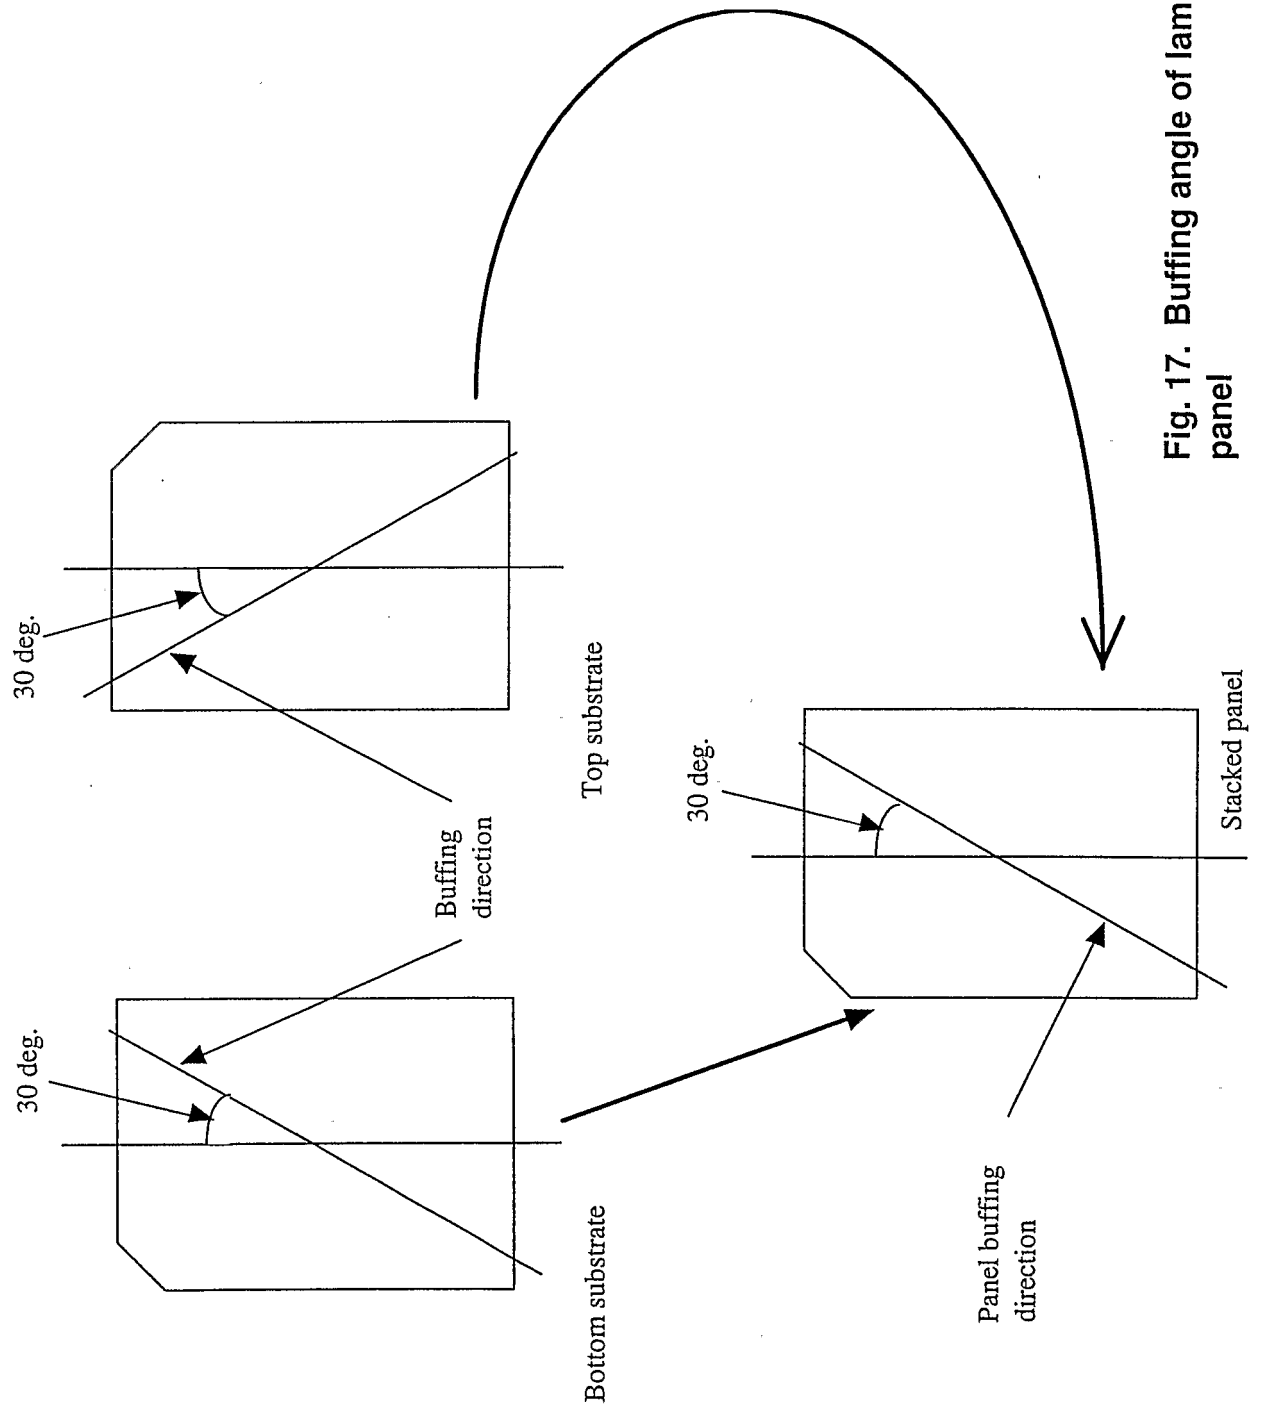 30 deg.
30 deg.
Buffing
direction
Bottom substrate
Top substrate
30 deg.
Panel buffing
direction
Stacked panel
Fig. 17. Buffing angle of lam
panel